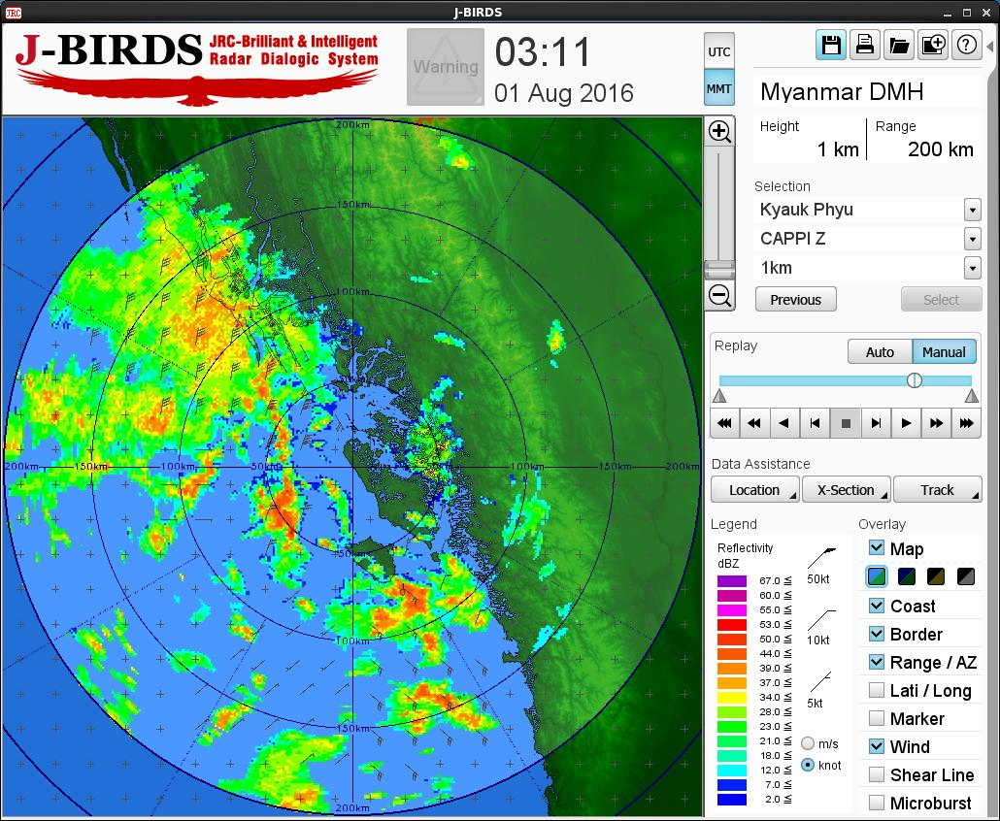 JRC J-BIRDS
J-BIRDS JRC-Brilliant & Intelligent
Radar Dialogic System
Warning
03:11
01 Aug 2016
UTC
MMT
Myanmar DMH
Height
1 km
Range
200 km
Selection
Kyauk Phyu
CAPPI Z
1km
Previous
Select
Replay
Auto
Manual
Data Assistance
Location
X-Section
Track
Legend
Reflectivity
dBZ
67.0 ≦
60.0 ≦
55.0 ≦
53.0 ≦
50.0 ≦
44.0 ≦
39.0 ≦
37.0 ≦
34.0 ≦
28.0 ≦
23.0 ≦
21.0 ≦
18.0 ≦
12.0 ≦
7.0 ≦
2.0 ≦
50kt
10kt
5kt
m/s
knot
Overlay
Map
Coast
Border
Range / AZ
Lati / Long
Marker
Wind
Shear Line
Microburst
200km
150km
100km
200km 150km 100km 50km 100km 150km 200km
50km
100km
150km
200km